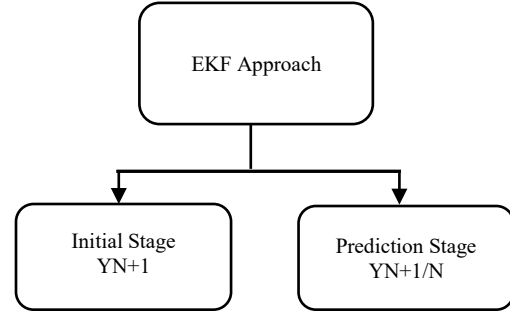 EKF Approach
Initial Stage
YN+1
Prediction Stage
YN+1/N